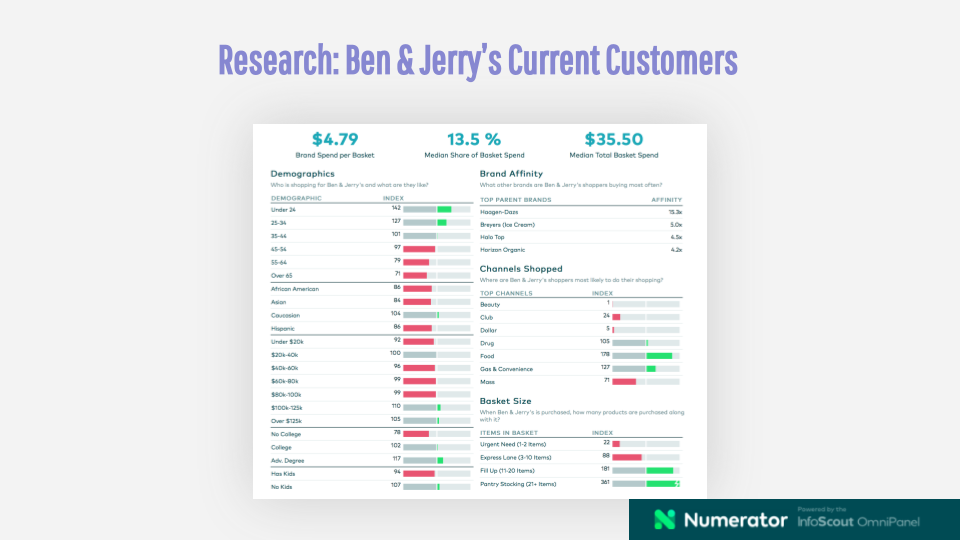 Research: Ben & Jerry's Current Customers
$4.79
Brand Spend per Basket
13.5 %
Median Share of Basket Spend
$35.50
Median Total Basket Spend
Demographics
Who is shopping for Ben & Jerry's and what are they like?
DEMOGRAPHIC INDEX
Under 24 142
25-34 127
35-44 101
45-54 97
55-64 79
Over 65 71
African American 86
Asian 84
Caucasian 104
Hispanic 86
Under $20k 92
$20k-40k 100
$40k-60k 96
$60k-80k 99
$80k-100k 99
$100k-125k 110
Over $125k 105
No College 78
College 102
Adv. Degree 117
Has Kids 94
No Kids 107
Brand Affinity
What other brands are Ben & Jerry's shoppers buying most often?
TOP PARENT BRANDS AFFINITY
Haagen-Dazs 15.3x
Breyers (Ice Cream) 5.0x
Halo Top 4.5x
Horizon Organic 4.2x
Channels Shopped
Where are Ben & Jerry's shoppers most likely to do their shopping?
TOP CHANNELS INDEX
Beauty 1
Club 24
Dollar 5
Drug 105
Food 178
Gas & Convenience 127
Mass 71
Basket Size
When Ben & Jerry's is purchased, how many products are purchased along
with it?
ITEMS IN BASKET INDEX
Urgent Need (1-2 Items) 22
Express Lane (3-10 Items) 88
Fill Up (11-20 Items) 181
Pantry Stocking (21+ Items) 361
Numerator
Powered by the
InfoScout OmniPanel